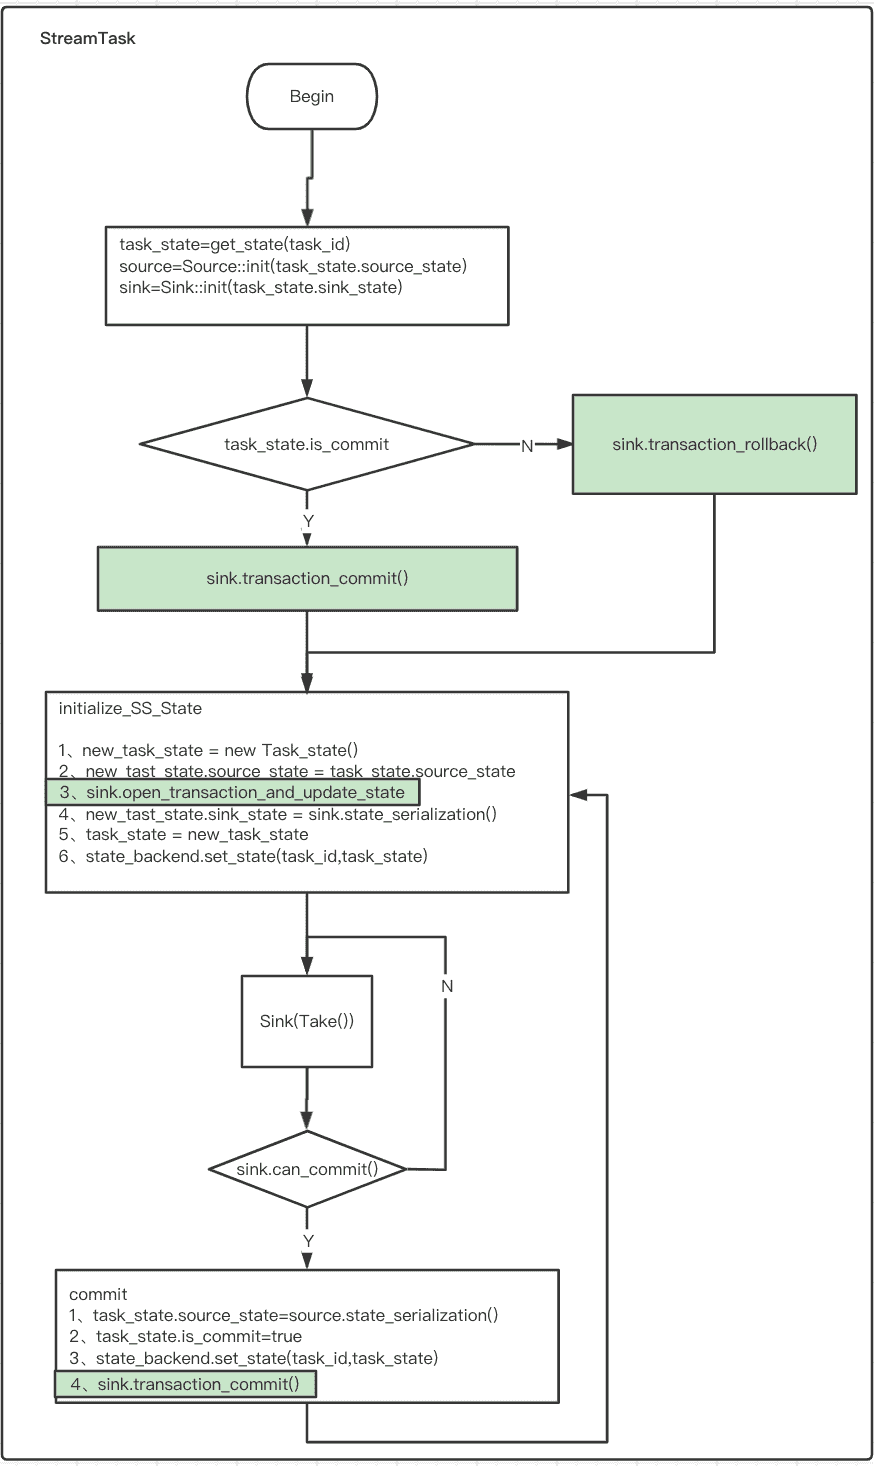 StreamTask
Begin
task_state=get_state(task_id)
source=Source::init(task_state.source_state)
sink=Sink::init(task_state.sink_state)
task_state.is_commit
N
sink.transaction_rollback()
Y
sink.transaction_commit()
initialize_SS_State
1、new_task_state = new Task_state()
2、new_tast_state.source_state = task_state.source_state
3、sink.open_transaction_and_update_state
4、new_tast_state.sink_state = sink.state_serialization()
5、task_state = new_task_state
6、state_backend.set_state(task_id,task_state)
N
Sink(Take())
sink.can_commit()
Y
commit
1、task_state.source_state=source.state_serialization()
2、task_state.is_commit=true
3、state_backend.set_state(task_id,task_state)
4、sink.transaction_commit()